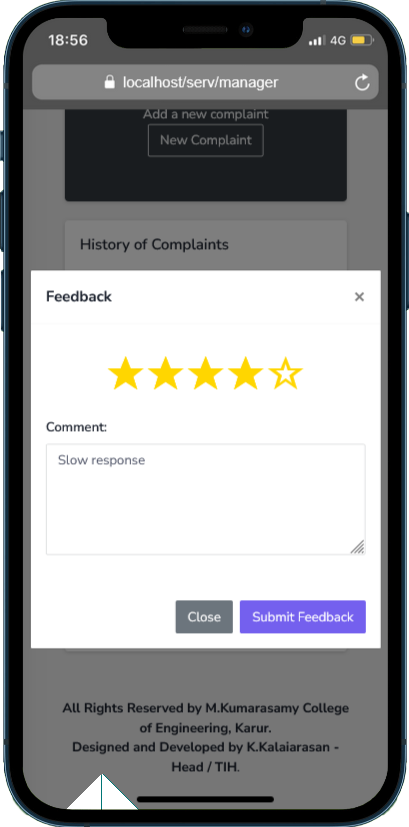 18:56
4G
localhost/serv/manager
Add a new complaint
New Complaint
History of Complaints
Feedback
×
Comment:
Slow response
Close
Submit Feedback
All Rights Reserved by M.Kumarasamy College
of Engineering, Karur.
Designed and Developed by K.Kalaiarasan -
Head / TIH.